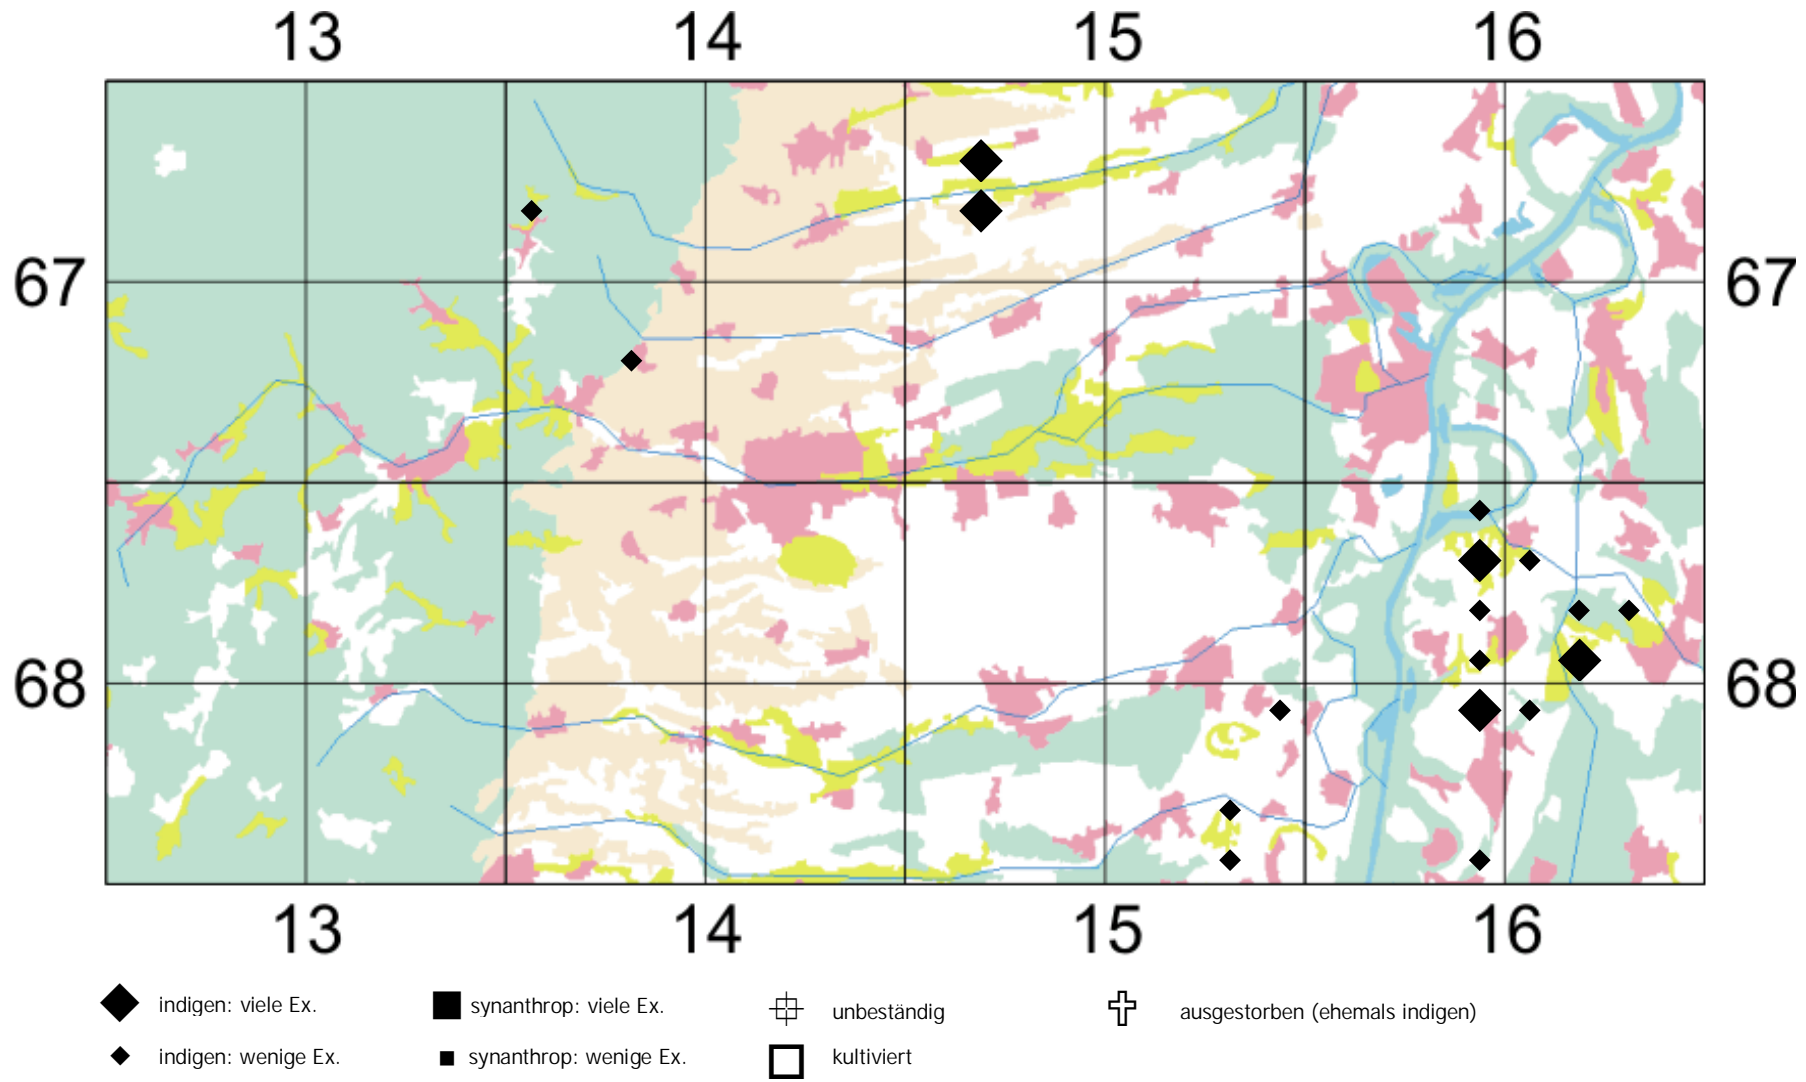 13 14 15 16
67 67
68 68
13 14 15 16
indigen: viele Ex. synanthrop: viele Ex. unbeständig ausgestorben (ehemals indigen)
indigen: wenige Ex. synanthrop: wenige Ex. kultiviert